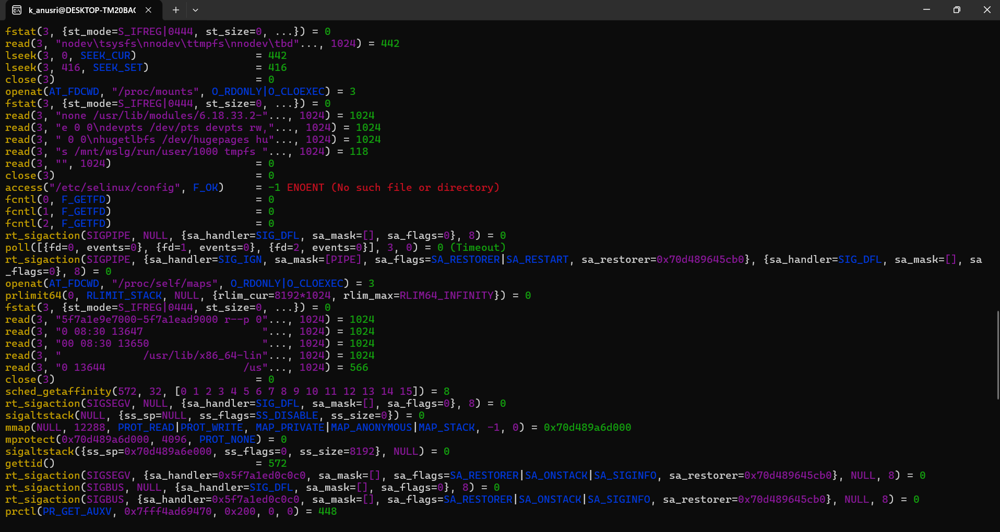 k_anusri@DESKTOP-TM20BA
fstat(3, {st_mode=S_IFREG|0444, st_size=0, ...}) = 0
read(3, "nodev\tsysfs\nnodev\ttmpfs\nnodev\tbd"..., 1024) = 442
lseek(3, 0, SEEK_CUR)                   = 442
lseek(3, 416, SEEK_SET)                 = 416
close(3)                                = 0
openat(AT_FDCWD, "/proc/mounts", O_RDONLY|O_CLOEXEC) = 3
fstat(3, {st_mode=S_IFREG|0444, st_size=0, ...}) = 0
read(3, "none /usr/lib/modules/6.18.33.2-"..., 1024) = 1024
read(3, "e 0 0\ndevpts /dev/pts devpts rw,"..., 1024) = 1024
read(3, " 0 0\nhugetlbfs /dev/hugepages hu"..., 1024) = 1024
read(3, "s /mnt/wslg/run/user/1000 tmpfs "..., 1024) = 118
read(3, "", 1024)                       = 0
close(3)                                = 0
access("/etc/selinux/config", F_OK)     = -1 ENOENT (No such file or directory)
fcntl(0, F_GETFD)                       = 0
fcntl(1, F_GETFD)                       = 0
fcntl(2, F_GETFD)                       = 0
rt_sigaction(SIGPIPE, NULL, {sa_handler=SIG_DFL, sa_mask=[], sa_flags=0}, 8) = 0
poll([{fd=0, events=0}, {fd=1, events=0}, {fd=2, events=0}], 3, 0) = 0 (Timeout)
rt_sigaction(SIGPIPE, {sa_handler=SIG_IGN, sa_mask=[PIPE], sa_flags=SA_RESTORER|SA_RESTART, sa_restorer=0x70d489645cb0}, {sa_handler=SIG_DFL, sa_mask=[], sa
_flags=0}, 8) = 0
openat(AT_FDCWD, "/proc/self/maps", O_RDONLY|O_CLOEXEC) = 3
prlimit64(0, RLIMIT_STACK, NULL, {rlim_cur=8192*1024, rlim_max=RLIM64_INFINITY}) = 0
fstat(3, {st_mode=S_IFREG|0444, st_size=0, ...}) = 0
read(3, "5f7a1e9e7000-5f7a1ead9000 r--p 0"..., 1024) = 1024
read(3, "0 08:30 13647                   "..., 1024) = 1024
read(3, "00 08:30 13650                  "..., 1024) = 1024
read(3, "             /usr/lib/x86_64-lin"..., 1024) = 1024
read(3, "0 13644                      /us"..., 1024) = 566
close(3)                                = 0
sched_getaffinity(572, 32, [0 1 2 3 4 5 6 7 8 9 10 11 12 13 14 15]) = 8
rt_sigaction(SIGSEGV, NULL, {sa_handler=SIG_DFL, sa_mask=[], sa_flags=0}, 8) = 0
sigaltstack(NULL, {ss_sp=NULL, ss_flags=SS_DISABLE, ss_size=0}) = 0
mmap(NULL, 12288, PROT_READ|PROT_WRITE, MAP_PRIVATE|MAP_ANONYMOUS|MAP_STACK, -1, 0) = 0x70d489a6d000
mprotect(0x70d489a6d000, 4096, PROT_NONE) = 0
sigaltstack({ss_sp=0x70d489a6e000, ss_flags=0, ss_size=8192}, NULL) = 0
gettid()                                = 572
rt_sigaction(SIGSEGV, {sa_handler=0x5f7a1ed0c0c0, sa_mask=[], sa_flags=SA_RESTORER|SA_ONSTACK|SA_SIGINFO, sa_restorer=0x70d489645cb0}, NULL, 8) = 0
rt_sigaction(SIGBUS, NULL, {sa_handler=SIG_DFL, sa_mask=[], sa_flags=0}, 8) = 0
rt_sigaction(SIGBUS, {sa_handler=0x5f7a1ed0c0c0, sa_mask=[], sa_flags=SA_RESTORER|SA_ONSTACK|SA_SIGINFO, sa_restorer=0x70d489645cb0}, NULL, 8) = 0
prctl(PR_GET_AUXV, 0x7fff4ad69470, 0x200, 0, 0) = 448